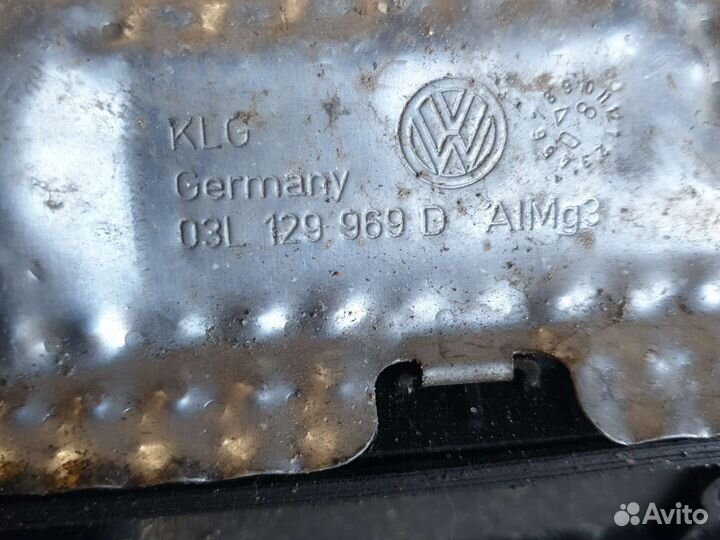 KLG
Germany
03L 129 969 D AlMg3
Avito